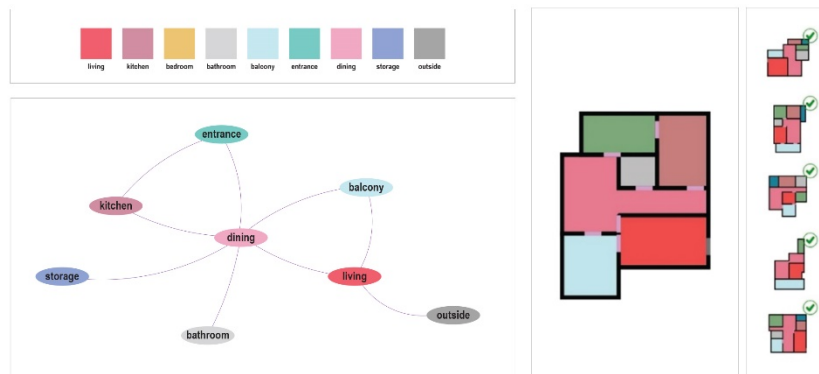 living kitchen bedroom bathroom balcony entrance dining storage outside
entrance
balcony
kitchen
dining
storage
living
outside
bathroom